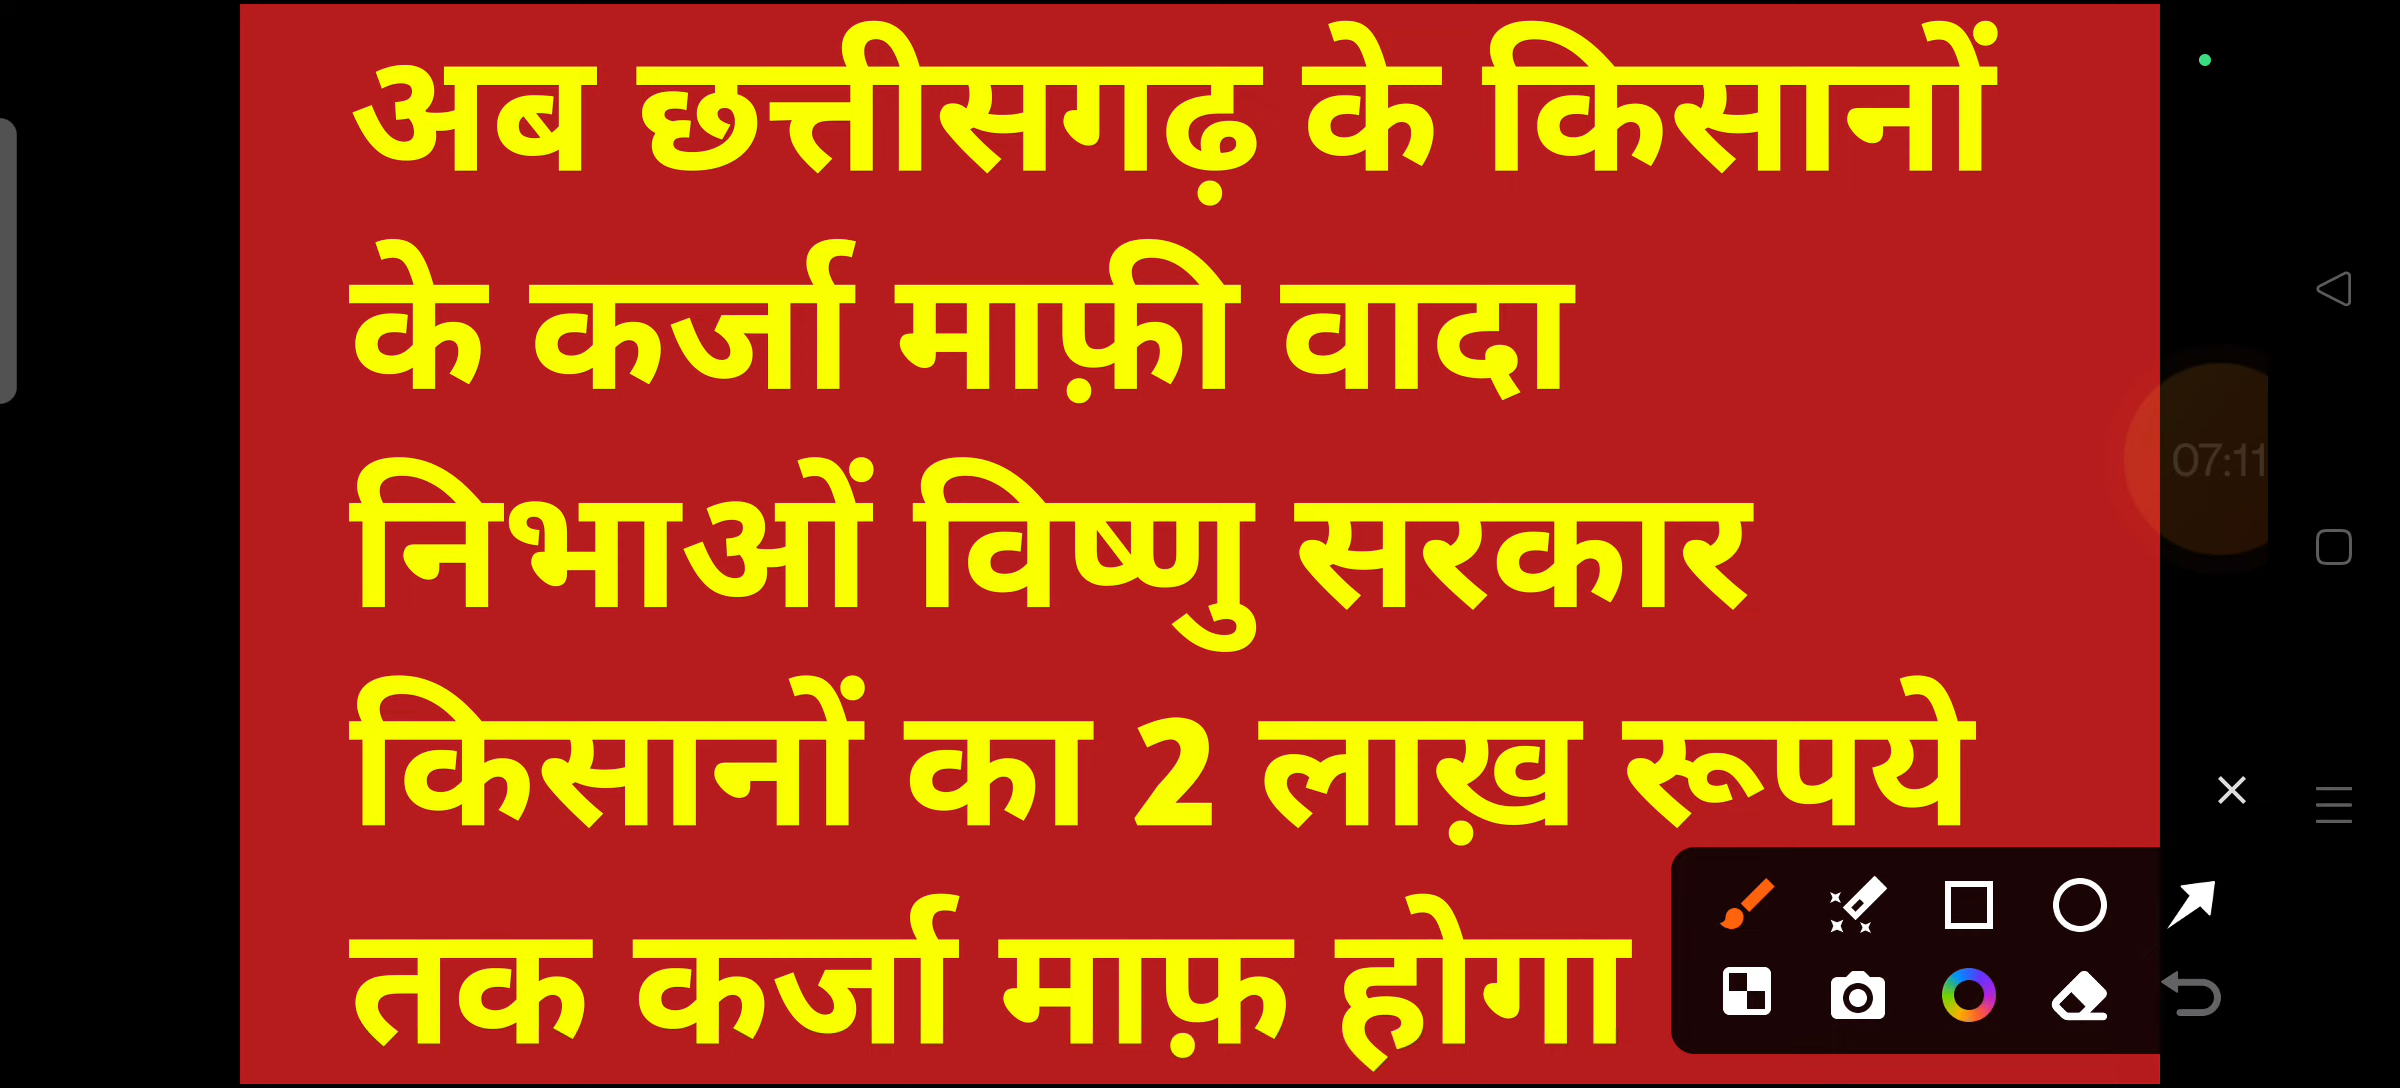 अब छत्तीसगढ़ के किसानों
के कर्जा माफ़ी वादा
निभाओं विष्णु सरकार
किसानों का 2 लाख़ रूपये
तक कर्जा माफ़ होगा
07:11